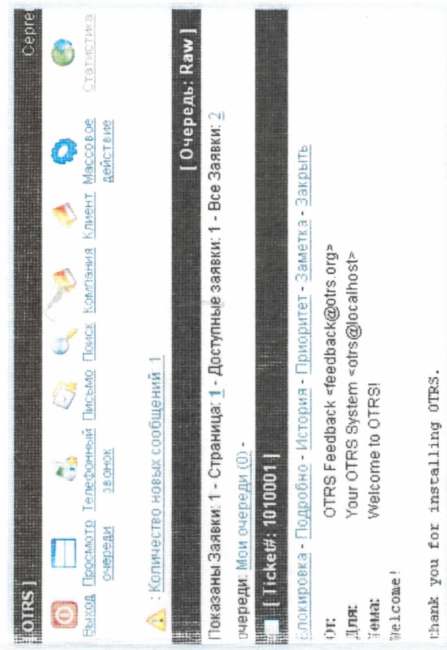 [OTRS ] Серге
Выход Просмотр очереди Телефонный звонок Письмо Поиск Компания Клиент Массовое действие Статистика
: Количество новых сообщений 1
[ Очередь: Raw ]
Показаны Заявки: 1 - Страница: 1 - Доступные заявки: 1 - Все Заявки: 2
очереди: Мои очереди (0) -
[ Ticket#: 1010001 ]
Блокировка - Подробно - История - Приоритет - Заметка - Закрыть
От: OTRS Feedback <feedback@otrs.org>
Для: Your OTRS System <otrs@localhost>
Тема: Welcome to OTRS!
Welcome!
thank you for installing OTRS.